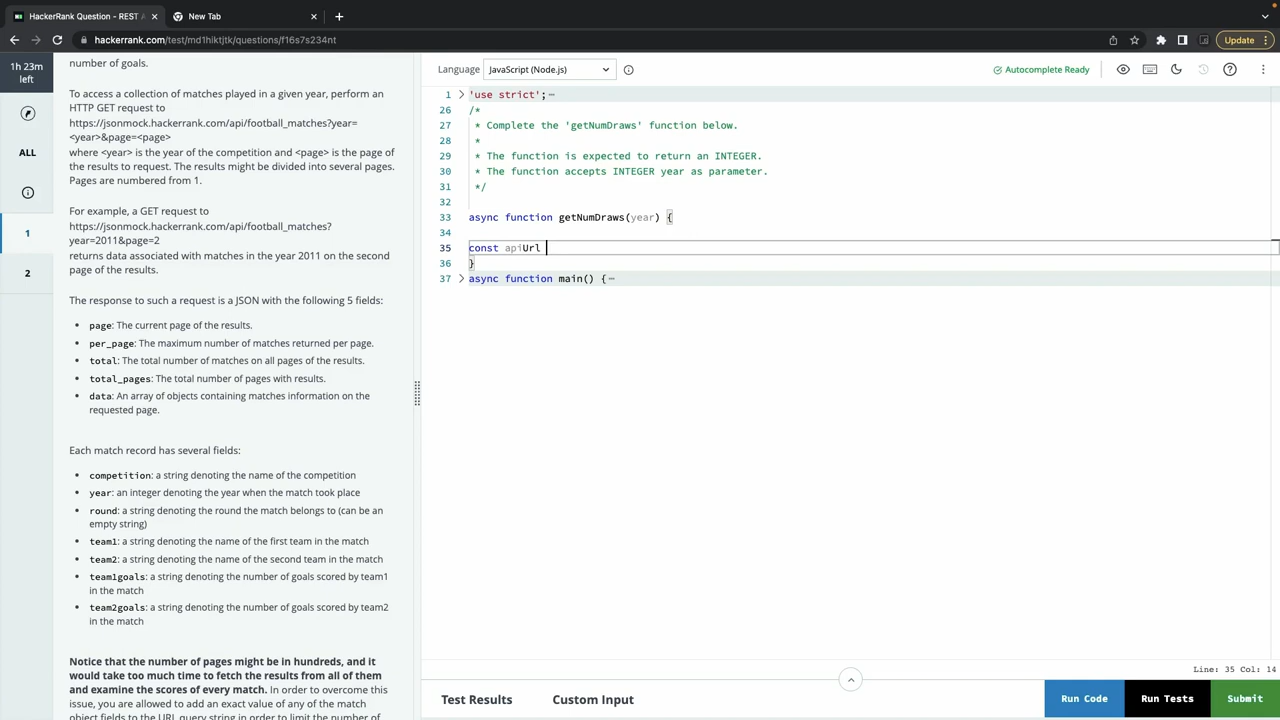 HackerRank Question - REST A
New Tab
hackerrank.com/test/md1hiktjtk/questions/f16s7s234nt
Update
1h 23m
left
ALL
1
2
number of goals.
To access a collection of matches played in a given year, perform an
HTTP GET request to
https://jsonmock.hackerrank.com/api/football_matches?year=
<year>&page=<page>
where <year> is the year of the competition and <page> is the page of
the results to request. The results might be divided into several pages.
Pages are numbered from 1.
For example, a GET request to
https://jsonmock.hackerrank.com/api/football_matches?
year=2011&page=2
returns data associated with matches in the year 2011 on the second
page of the results.
The response to such a request is a JSON with the following 5 fields:
page: The current page of the results.
per_page: The maximum number of matches returned per page.
total: The total number of matches on all pages of the results.
total_pages: The total number of pages with results.
data: An array of objects containing matches information on the
requested page.
Each match record has several fields:
competition: a string denoting the name of the competition
year: an integer denoting the year when the match took place
round: a string denoting the round the match belongs to (can be an
empty string)
team1: a string denoting the name of the first team in the match
team2: a string denoting the name of the second team in the match
team1goals: a string denoting the number of goals scored by team1
in the match
team2goals: a string denoting the number of goals scored by team2
in the match
Notice that the number of pages might be in hundreds, and it
would take too much time to fetch the results from all of them
and examine the scores of every match. In order to overcome this
issue, you are allowed to add an exact value of any of the match
object fields to the URL query string in order to limit the number of
Language JavaScript (Node.js)
Autocomplete Ready
1 'use strict';
26 /*
27 * Complete the 'getNumDraws' function below.
28 *
29 * The function is expected to return an INTEGER.
30 * The function accepts INTEGER year as parameter.
31 */
32
33 async function getNumDraws(year) {
34
35 const apiUrl
36 }
37 async function main() {
Line: 35 Col: 14
Test Results
Custom Input
Run Code
Run Tests
Submit